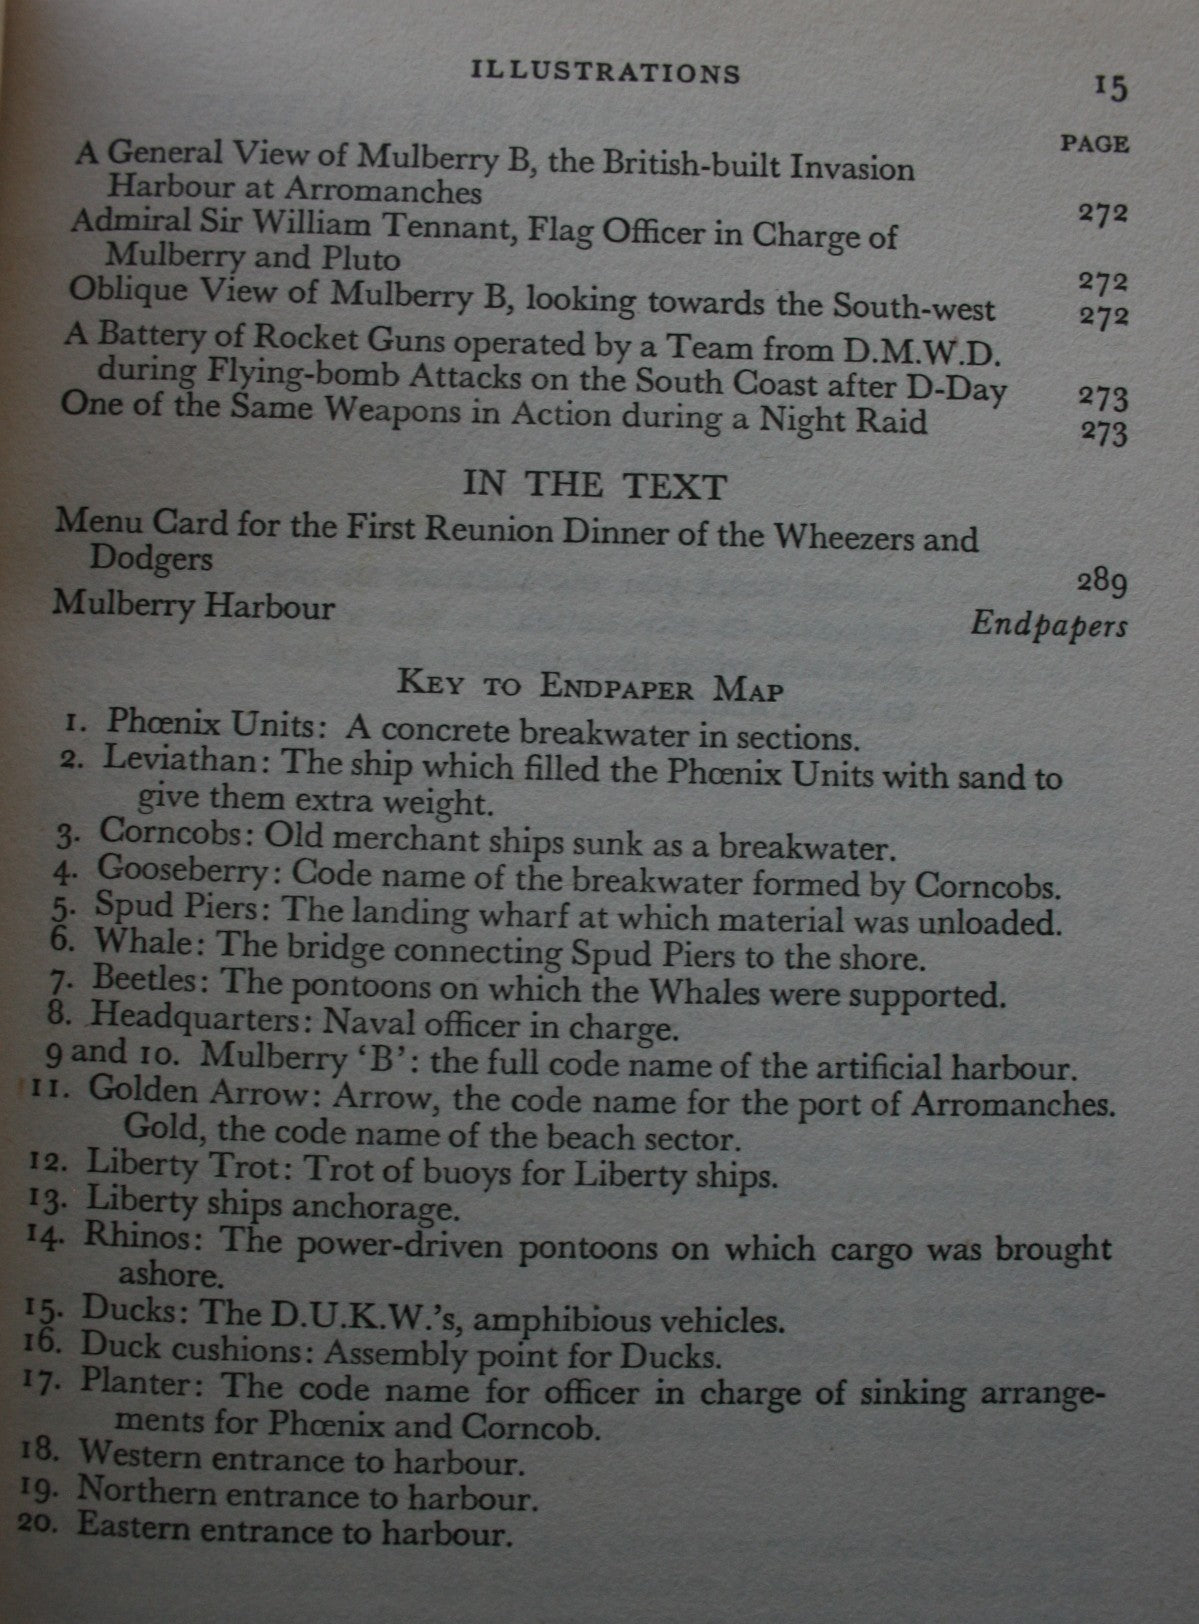 ILLUSTRATIONS 15
PAGE
A General View of Mulberry B, the British-built Invasion
Harbour at Arromanches 272
Admiral Sir William Tennant, Flag Officer in Charge of
Mulberry and Pluto 272
Oblique View of Mulberry B, looking towards the South-west 272
A Battery of Rocket Guns operated by a Team from D.M.W.D.
during Flying-bomb Attacks on the South Coast after D-Day 273
One of the Same Weapons in Action during a Night Raid 273
IN THE TEXT
Menu Card for the First Reunion Dinner of the Wheezers and
Dodgers 289
Mulberry Harbour Endpapers
KEY TO ENDPAPER MAP
1. Phœnix Units: A concrete breakwater in sections.
2. Leviathan: The ship which filled the Phœnix Units with sand to
give them extra weight.
3. Corncobs: Old merchant ships sunk as a breakwater.
4. Gooseberry: Code name of the breakwater formed by Corncobs.
5. Spud Piers: The landing wharf at which material was unloaded.
6. Whale: The bridge connecting Spud Piers to the shore.
7. Beetles: The pontoons on which the Whales were supported.
8. Headquarters: Naval officer in charge.
9 and 10. Mulberry ‘B’: the full code name of the artificial harbour.
11. Golden Arrow: Arrow, the code name for the port of Arromanches.
Gold, the code name of the beach sector.
12. Liberty Trot: Trot of buoys for Liberty ships.
13. Liberty ships anchorage.
14. Rhinos: The power-driven pontoons on which cargo was brought
ashore.
15. Ducks: The D.U.K.W.’s, amphibious vehicles.
16. Duck cushions: Assembly point for Ducks.
17. Planter: The code name for officer in charge of sinking arrange-
ments for Phœnix and Corncob.
18. Western entrance to harbour.
19. Northern entrance to harbour.
20. Eastern entrance to harbour.